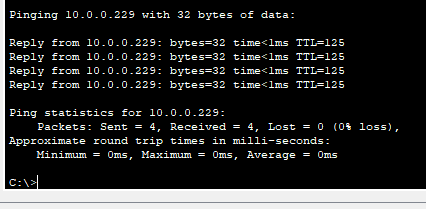 Pinging 10.0.0.229 with 32 bytes of data:
Reply from 10.0.0.229: bytes=32 time<1ms TTL=125
Reply from 10.0.0.229: bytes=32 time<1ms TTL=125
Reply from 10.0.0.229: bytes=32 time<1ms TTL=125
Reply from 10.0.0.229: bytes=32 time<1ms TTL=125
Ping statistics for 10.0.0.229:
Packets: Sent = 4, Received = 4, Lost = 0 (0% loss),
Approximate round trip times in milli-seconds:
Minimum = 0ms, Maximum = 0ms, Average = 0ms
C:\>